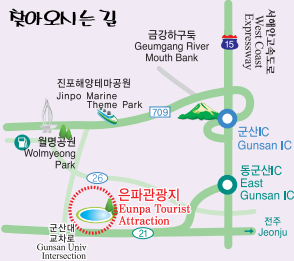 찾아오시는 길
금강하구둑
Geumgang River
Mouth Bank
15
서해안고속도로
West Coast
Expressway
진포해양테마공원
Jinpo Marine
Theme Park
709
월명공원
Wolmyeong
Park
군산IC
Gunsan IC
동군산IC
East
Gunsan IC
26
은파관광지
Eunpa Tourist
Attraction
군산대
교차로
Gunsan Univ
Intersection
21
전주
Jeonju